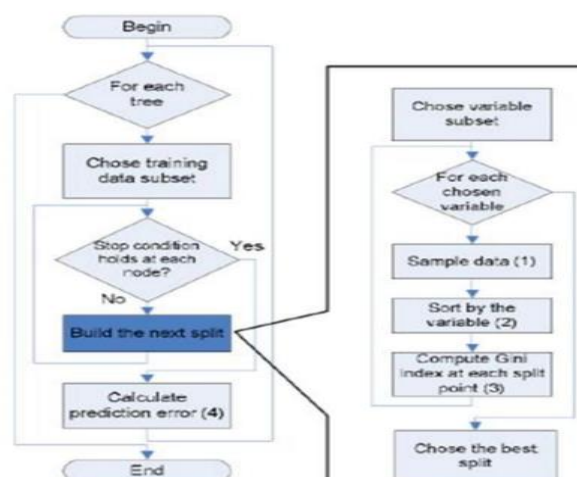 Begin
For each
tree
Chose training
data subset
Stop condition
holds at each
node?
Yes
No
Build the next split
Calculate
prediction error (4)
End
Chose variable
subset
For each
chosen
variable
Sample data (1)
Sort by the
variable (2)
Compute Gini
index at each split
point (3)
Chose the best
split